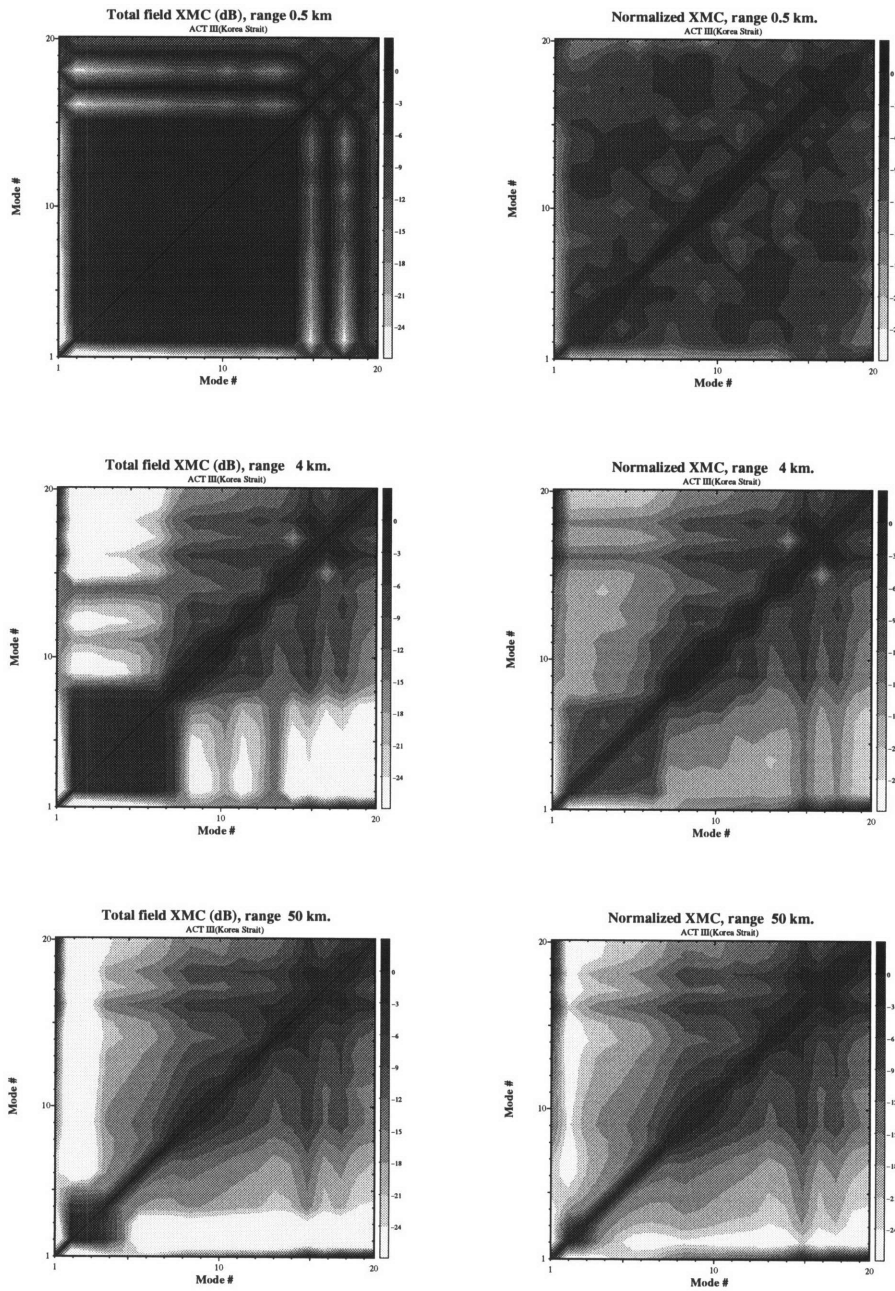 Total field XMC (dB), range 0.5 km
ACT III(Korea Strait)
20
10
1
Mode #
1
10
20
Mode #
0
-3
-6
-9
-12
-15
-18
-21
-24
Normalized XMC, range 0.5 km.
ACT III(Korea Strait)
20
10
1
Mode #
1
10
20
Mode #
0
Total field XMC (dB), range 4 km.
ACT III(Korea Strait)
20
10
1
Mode #
1
10
20
Mode #
0
-3
-6
-9
-12
-15
-18
-21
-24
Normalized XMC, range 4 km.
ACT III(Korea Strait)
20
10
1
Mode #
1
10
20
Mode #
0
Total field XMC (dB), range 50 km.
ACT III(Korea Strait)
20
10
1
Mode #
1
10
20
Mode #
0
-3
-6
-9
-12
-15
-18
-21
-24
Normalized XMC, range 50 km.
ACT III(Korea Strait)
20
10
1
Mode #
1
10
20
Mode #
0
-3
-6
-9